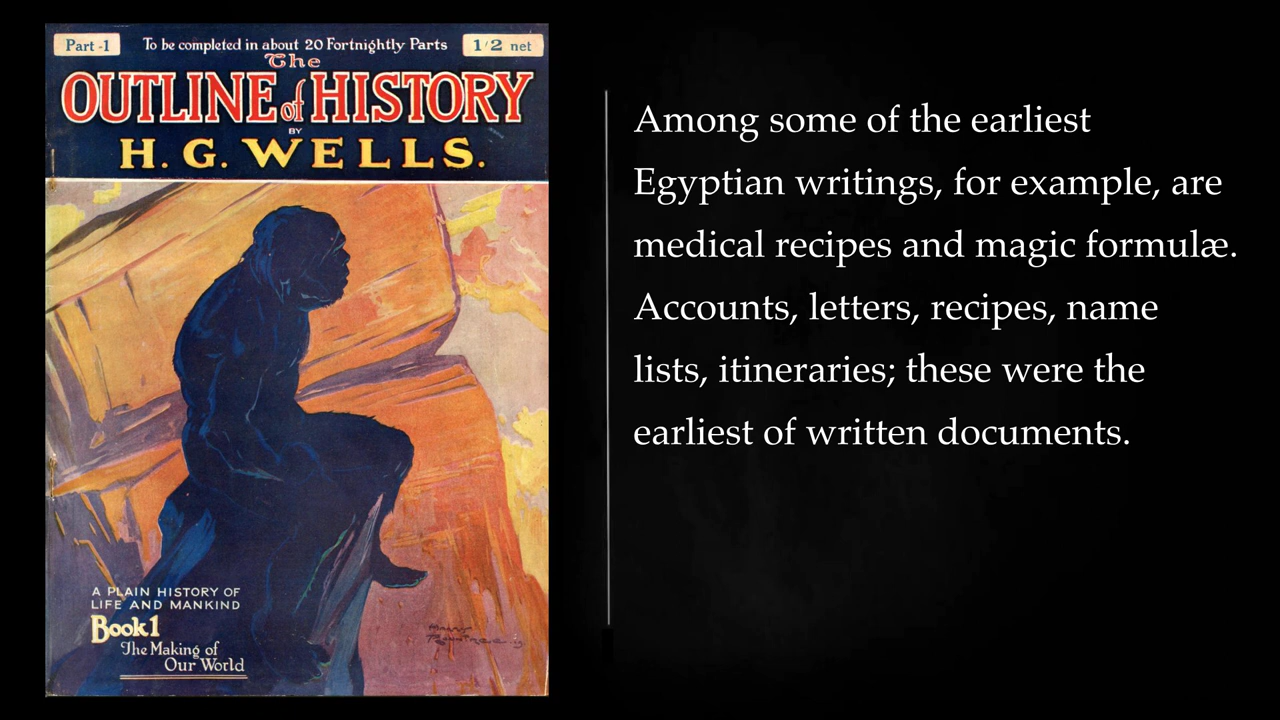 Part -1
To be completed in about 20 Fortnightly Parts
1/2 net
The
OUTLINE of HISTORY
BY
H. G. WELLS.
A PLAIN HISTORY OF
LIFE AND MANKIND
Book 1
The Making of
Our World
Among some of the earliest
Egyptian writings, for example, are
medical recipes and magic formulæ.
Accounts, letters, recipes, name
lists, itineraries; these were the
earliest of written documents.